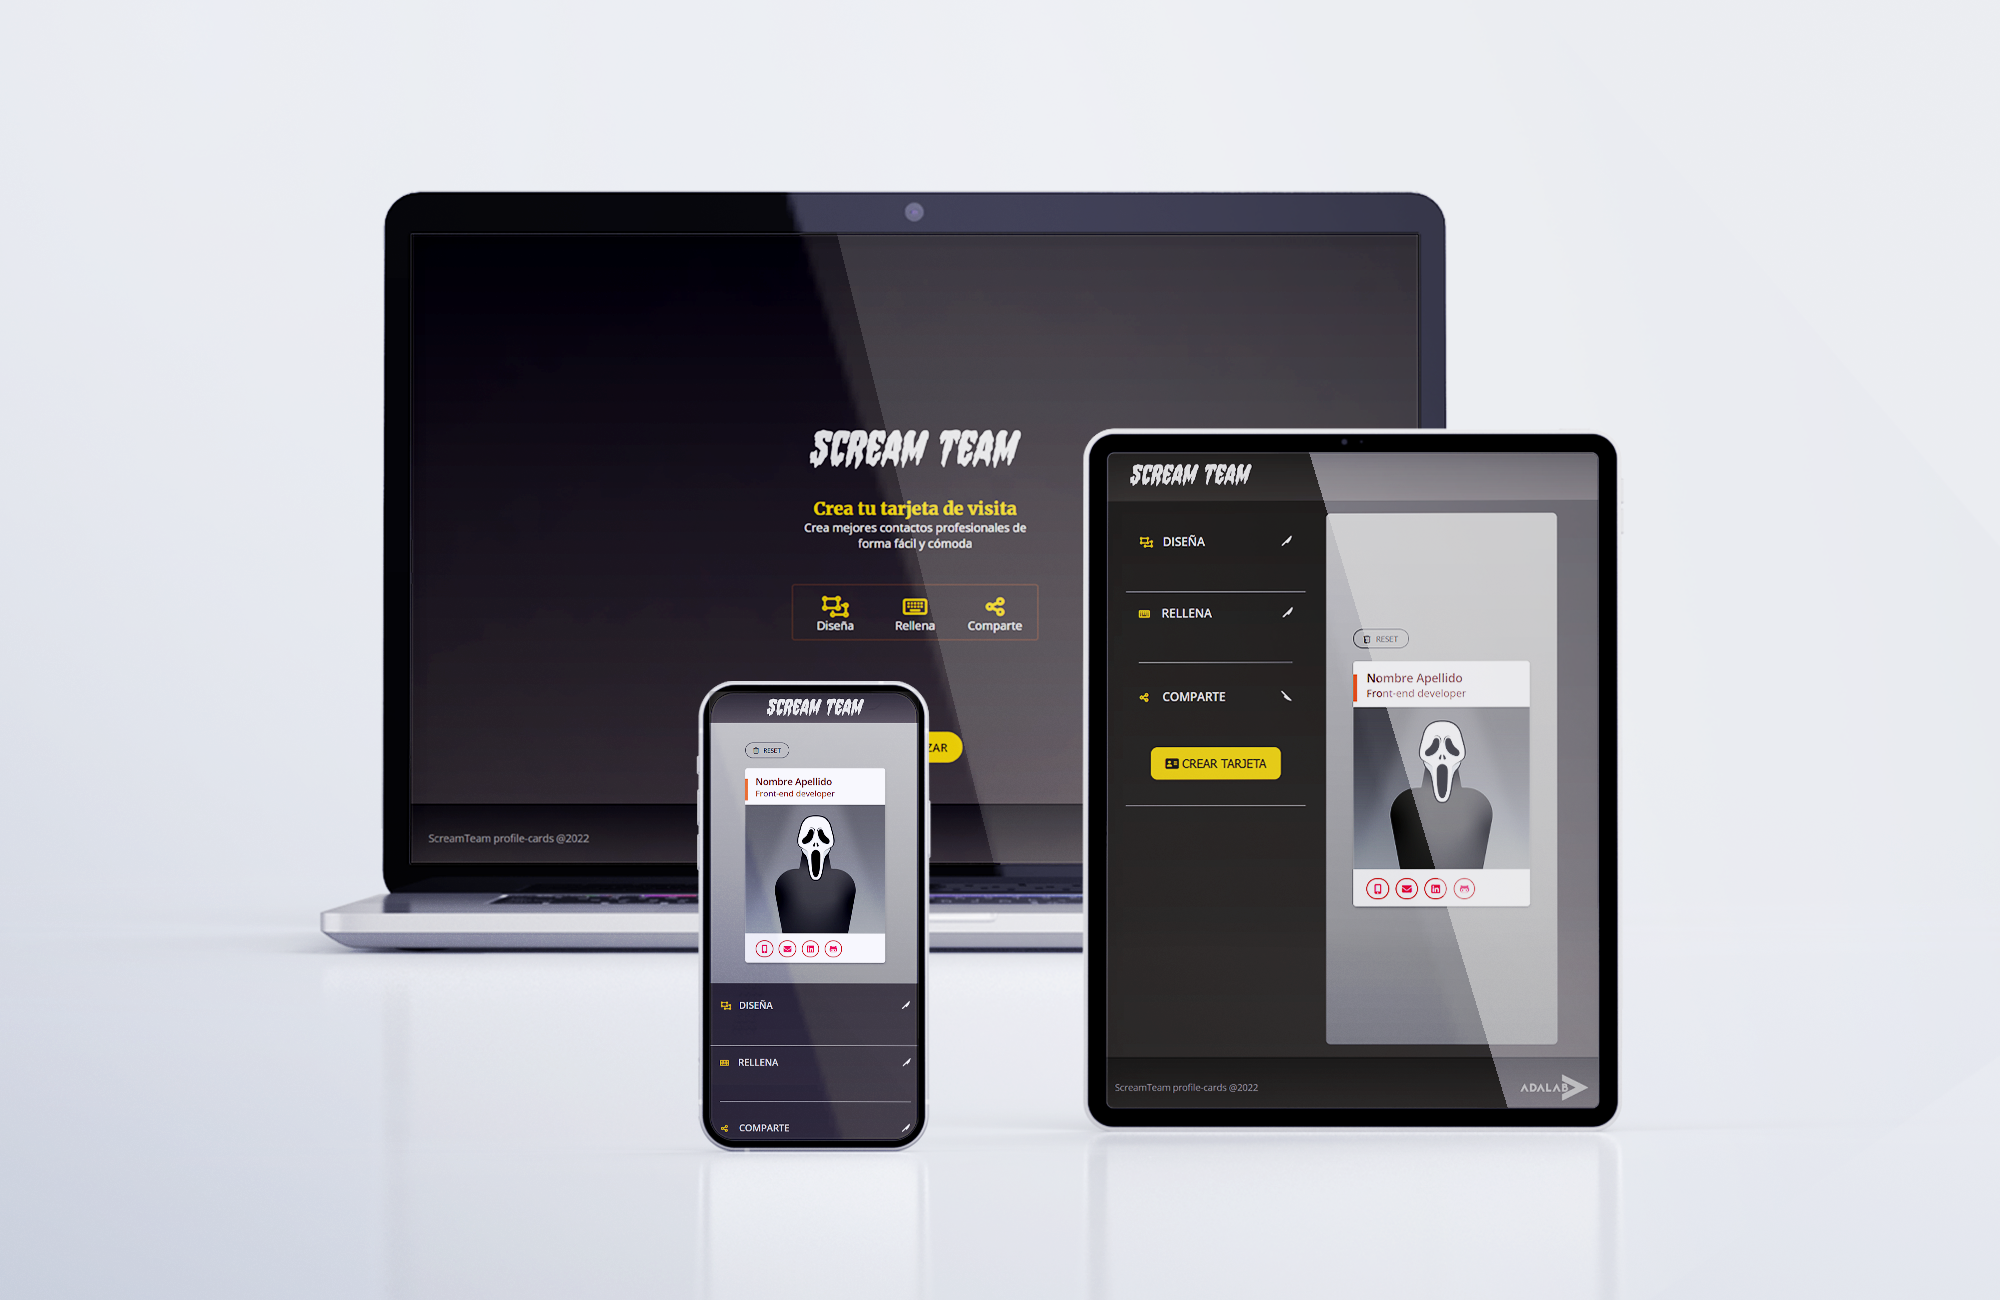 SCREAM TEAM
Crea tu tarjeta de visita
Crea mejores contactos profesionales de
forma fácil y cómoda
Diseña Rellena Comparte
ZAR
ScreamTeam profile-cards @2022
SCREAM TEAM
RESET
Nombre Apellido
Front-end developer
DISEÑA
RELLENA
COMPARTE
SCREAM TEAM
DISEÑA
RELLENA
COMPARTE
CREAR TARJETA
RESET
Nombre Apellido
Front-end developer
ScreamTeam profile-cards @2022
ADALAB